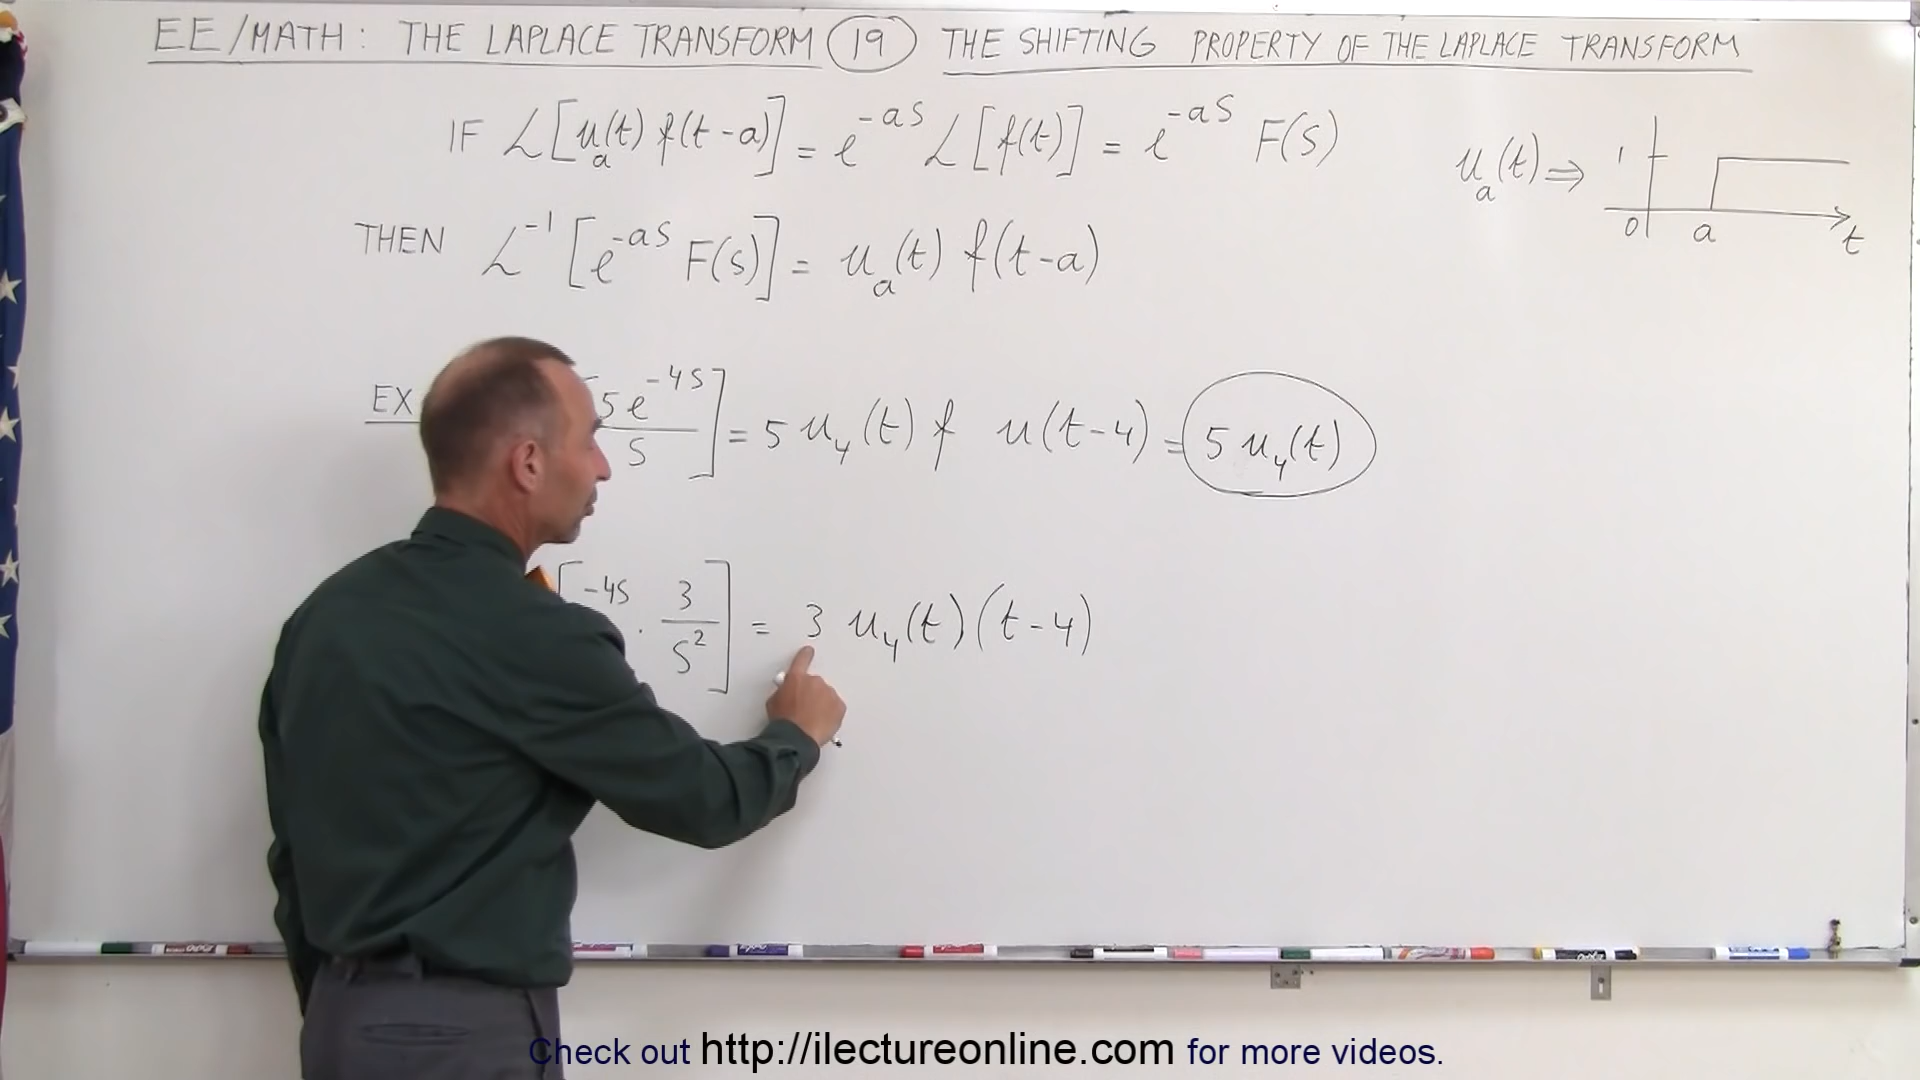 EE/MATH: THE LAPLACE TRANSFORM 19 THE SHIFTING PROPERTY OF THE LAPLACE TRANSFORM
IF ℒ[uₐ(t) f(t-a)] = e^-as ℒ[f(t)] = e^-as F(s)
uₐ(t) ⇒ 1 0 a t
THEN ℒ^-1 [e^-as F(s)] = uₐ(t) f(t-a)
EX [5e^-4s / s] = 5 u₄(t) f u(t-4) = 5 u₄(t)
[-4s · 3/s²] = 3 u₄(t)(t-4)
Check out http://ilectureonline.com for more videos.